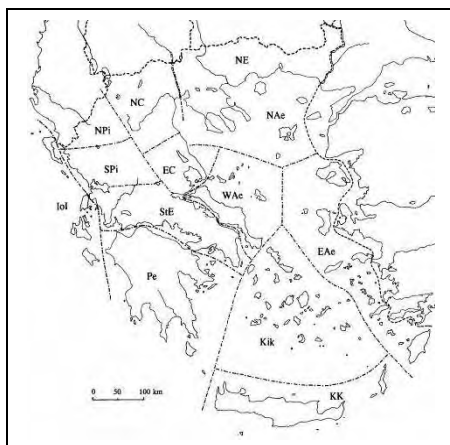 NE
NC
NAe
NPi
SPi
EC
WAe
IoI
StE
EAe
Pe
Kik
0 50 100 km
KK